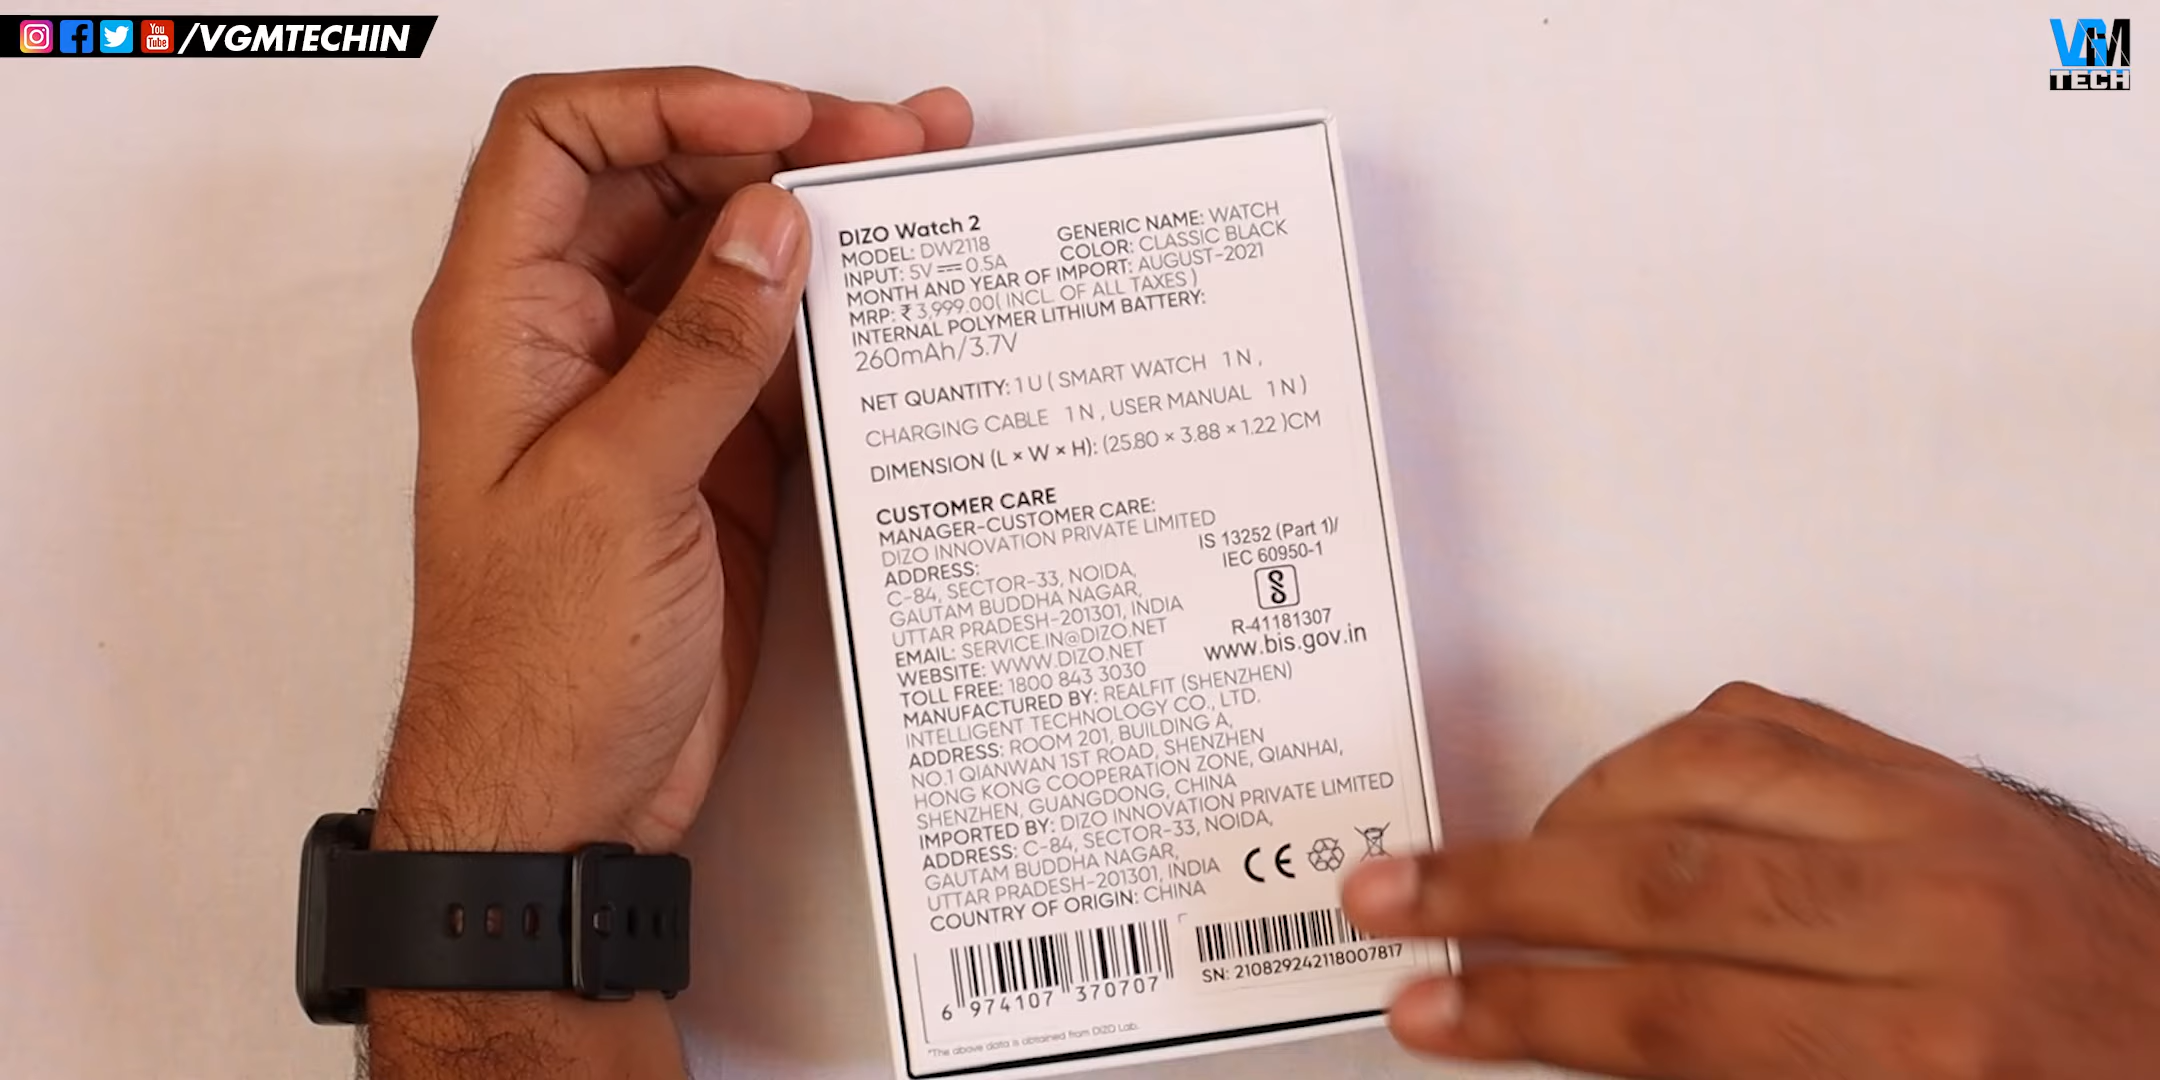 /VGMTECHIN
You
Tube
VGM
TECH
DIZO Watch 2
MODEL: DW2118
INPUT: 5V⎓0.5A
GENERIC NAME: WATCH
COLOR: CLASSIC BLACK
MONTH AND YEAR OF IMPORT: AUGUST-2021
MRP: ₹ 3,999.00( INCL. OF ALL TAXES )
INTERNAL POLYMER LITHIUM BATTERY:
260mAh/3.7V
NET QUANTITY: 1 U ( SMART WATCH 1 N ,
CHARGING CABLE 1 N , USER MANUAL 1 N )
DIMENSION (L × W × H): (25.80 × 3.88 × 1.22 )CM
CUSTOMER CARE
MANAGER-CUSTOMER CARE:
DIZO INNOVATION PRIVATE LIMITED
ADDRESS:
C-84, SECTOR-33, NOIDA,
GAUTAM BUDDHA NAGAR,
UTTAR PRADESH-201301, INDIA
EMAIL: SERVICE.IN@DIZO.NET
WEBSITE: WWW.DIZO.NET
TOLL FREE: 1800 843 3030
IS 13252 (Part 1)/
IEC 60950-1
R-41181307
www.bis.gov.in
MANUFACTURED BY: REALFIT (SHENZHEN)
INTELLIGENT TECHNOLOGY CO., LTD.
ADDRESS: ROOM 201, BUILDING A,
NO.1 QIANWAN 1ST ROAD, SHENZHEN
HONG KONG COOPERATION ZONE, QIANHAI,
SHENZHEN, GUANGDONG, CHINA
IMPORTED BY: DIZO INNOVATION PRIVATE LIMITED
ADDRESS: C-84, SECTOR-33, NOIDA,
GAUTAM BUDDHA NAGAR,
UTTAR PRADESH-201301, INDIA
COUNTRY OF ORIGIN: CHINA
CE
6 974107 370707
SN: 210829242118007817
*The above data is obtained from DIZO Lab.